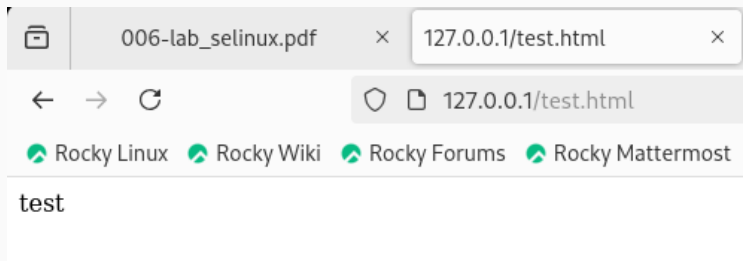 006-lab_selinux.pdf × 127.0.0.1/test.html ×
127.0.0.1/test.html
Rocky Linux Rocky Wiki Rocky Forums Rocky Mattermost
test